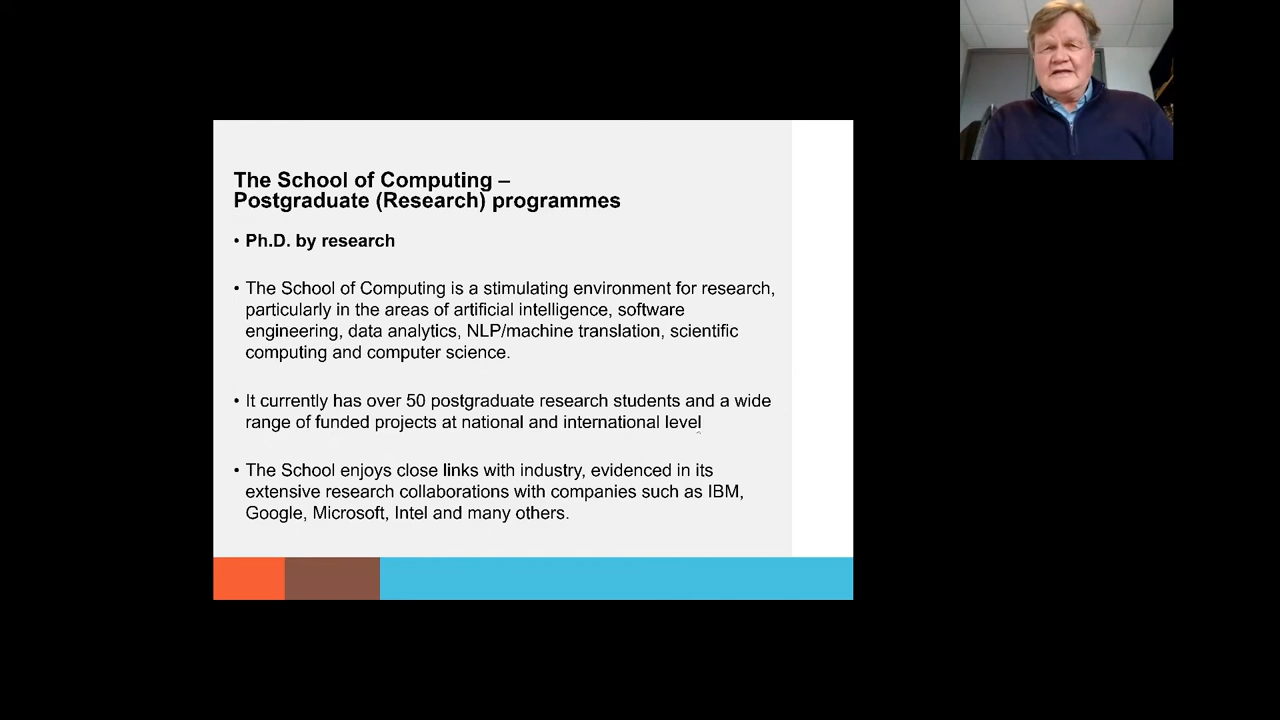 The School of Computing –
Postgraduate (Research) programmes
• Ph.D. by research
• The School of Computing is a stimulating environment for research,
particularly in the areas of artificial intelligence, software
engineering, data analytics, NLP/machine translation, scientific
computing and computer science.
• It currently has over 50 postgraduate research students and a wide
range of funded projects at national and international level
• The School enjoys close links with industry, evidenced in its
extensive research collaborations with companies such as IBM,
Google, Microsoft, Intel and many others.